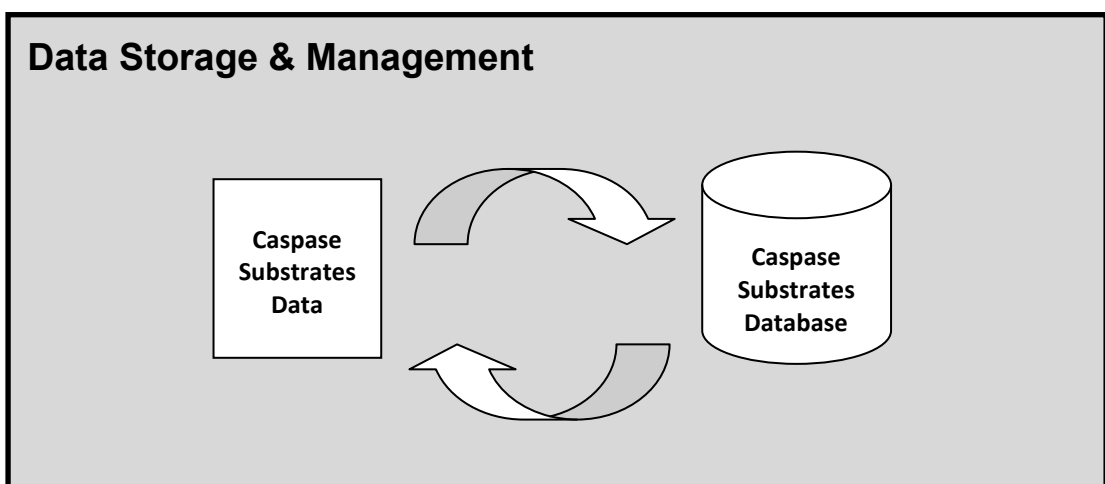 Data Storage & Management
Caspase
Substrates
Data
Caspase
Substrates
Database